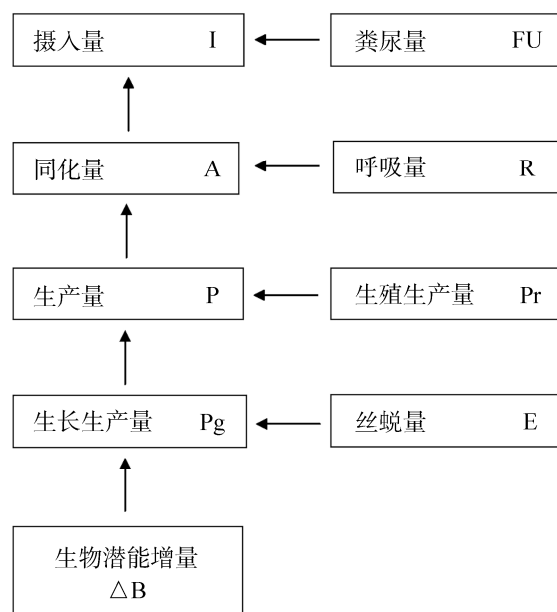 摄入量 I
粪尿量 FU
同化量 A
呼吸量 R
生产量 P
生殖生产量 Pr
生长生产量 Pg
丝蜕量 E
生物潜能增量
△B